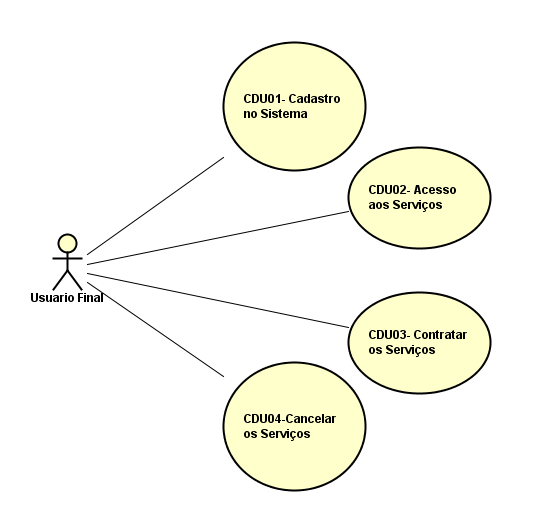 CDU01- Cadastro
no Sistema
CDU02- Acesso
aos Serviços
Usuario Final
CDU03- Contratar
os Serviços
CDU04-Cancelar
os Serviços